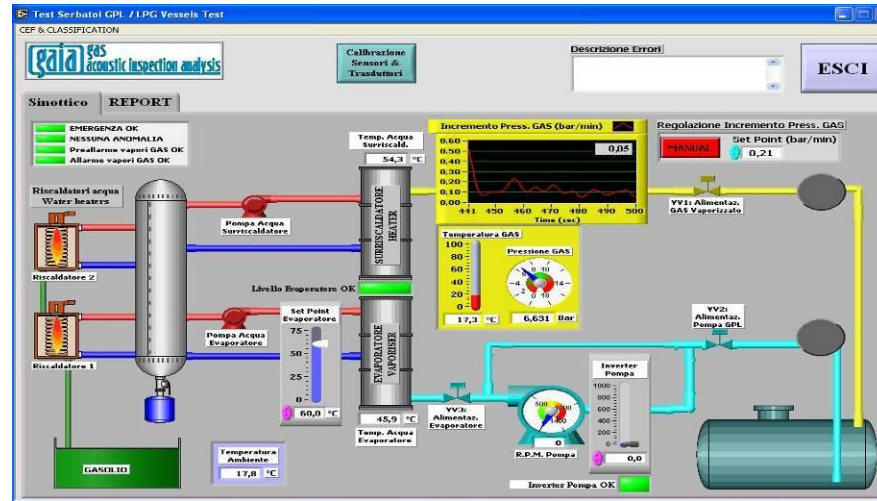 Test Serbatoi GPL / LPG Vessels Test
CEF & CLASSIFICATION
gaia gas
acoustic inspection analysis
Calibrazione
Sensori &
Trasduttori
Descrizione Errori
ESCI
Sinottico
REPORT
EMERGENZA OK
NESSUNA ANOMALIA
Preallarme vapori GAS OK
Allarme vapori GAS OK
Temp. Acqua
Surriscald.
54,3 °C
Incremento Press. GAS (bar/min)
0,05
0,60
0,50
0,40
0,30
0,20
0,10
0,00
441 450 460 470 480 490 500
Time (sec)
Regolazione Incremento Press. GAS
MANUAL
Set Point (bar/min)
0,21
Riscaldatori acqua
Water heaters
Pompa Acqua
Surriscaldatore
SURRISCALDATORE
HEATER
YV1: Alimentaz.
GAS Vaporizzato
Temperatura GAS
100
80
60
40
20
0
17,3 °C
Pressione GAS
6,631 Bar
Riscaldatore 2
Livello Evaporatore OK
Set Point
Evaporatore
75
50
25
0
60,0 °C
Pompa Acqua
Evaporatore
EVAPORATORE
VAPORISER
YV2:
Alimentaz.
Pompa GPL
Riscaldatore 1
45,9 °C
Temp. Acqua
Evaporatore
YV3:
Alimentaz.
Evaporatore
0
R.P.M. Pompa
Inverter
Pompa
1000
800
600
400
200
0
0,0
Temperatura
Ambiente
17,8 °C
GASOLIO
Inverter Pompa OK